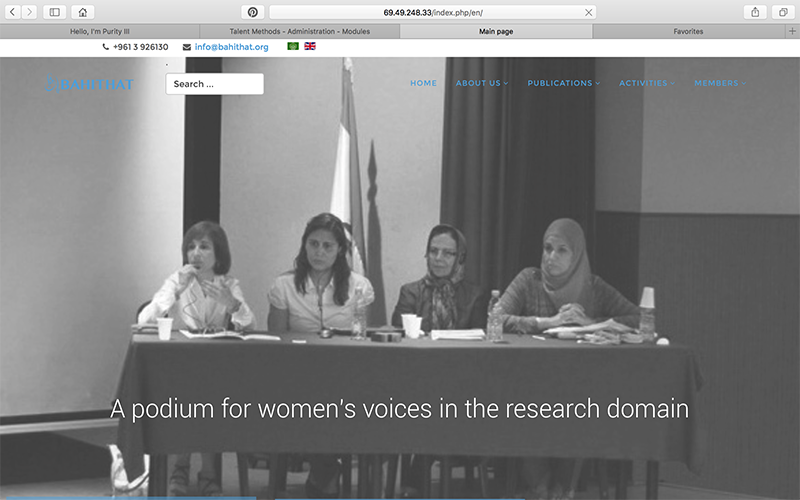 69.49.248.33/index.php/en/
Hello, I'm Purity III
Talent Methods - Administration - Modules
Main page
Favorites
+961 3 926130
info@bahithat.org
BAHITHAT
Search ...
HOME
ABOUT US
PUBLICATIONS
ACTIVITIES
MEMBERS
A podium for women's voices in the research domain